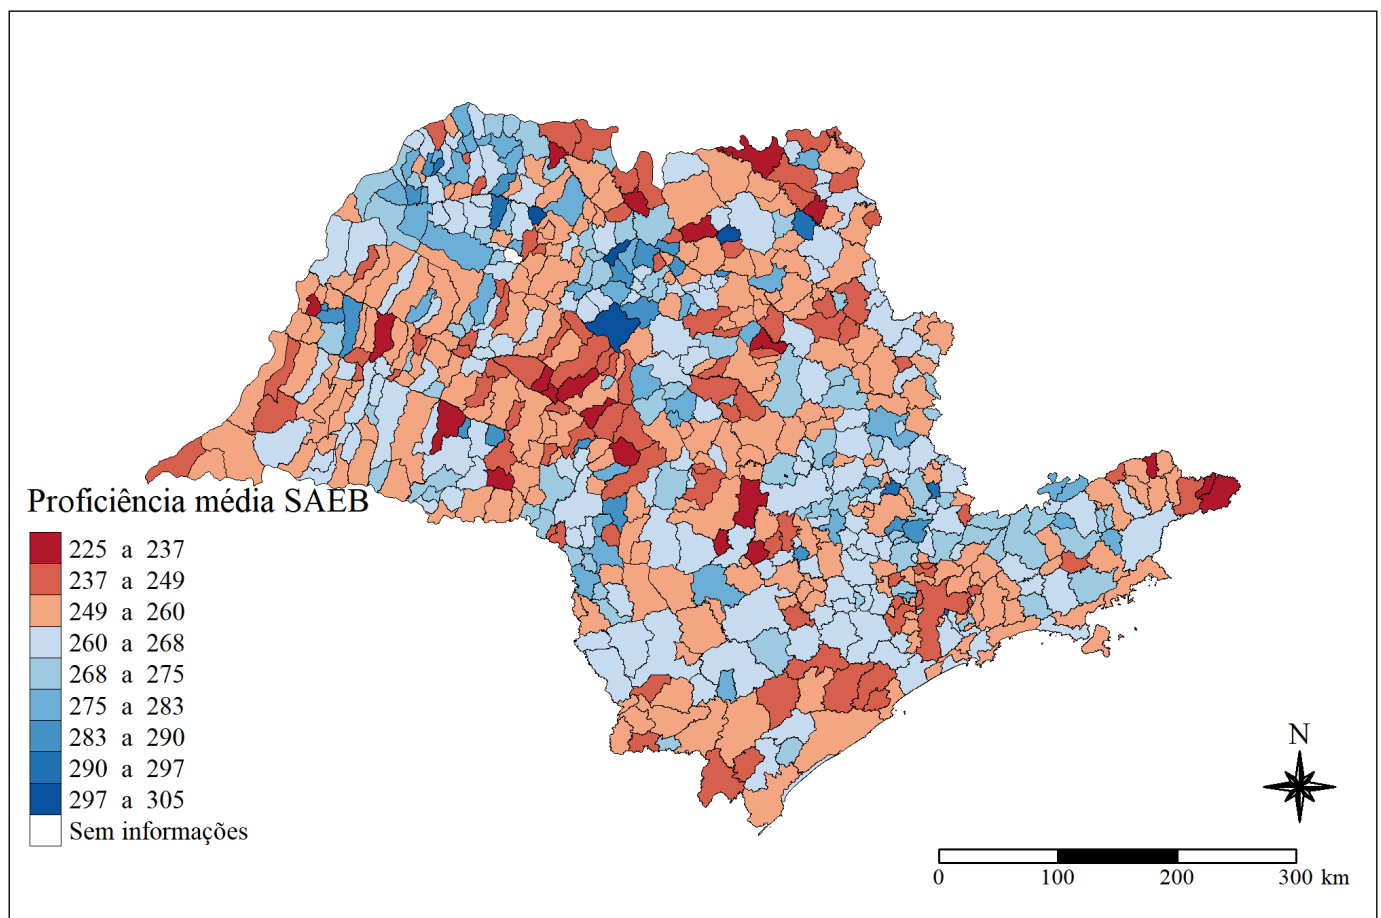 Proficiência média SAEB
225 a 237
237 a 249
249 a 260
260 a 268
268 a 275
275 a 283
283 a 290
290 a 297
297 a 305
Sem informações
N
0 100 200 300 km